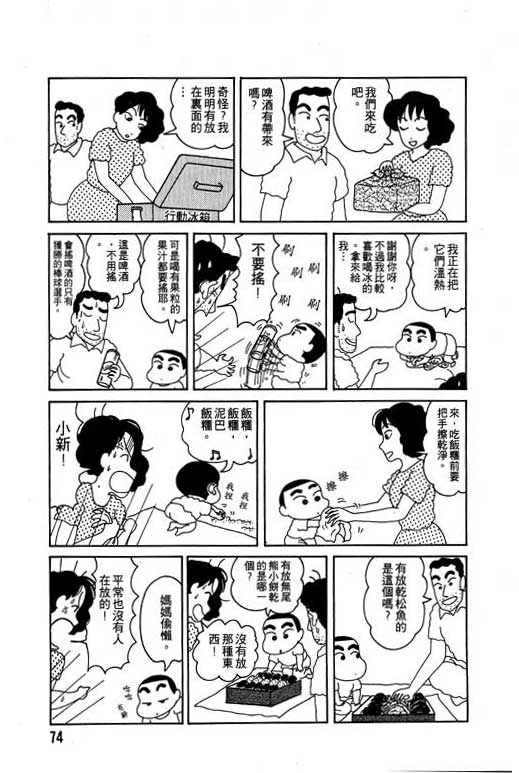 我們來吃
吧。
啤酒有帶來
嗎？
奇怪？我
明明有放
在裏面的
…
行動冰箱
我正在把
它們溫熱
。
謝謝你呀，
不過我比較
喜歡喝冰的
。拿來給
我…
刷
刷
刷
刷
不要搖！
可是喝有果粒的
果汁都要搖耶。
這是啤酒
，不用搖
。
會搖啤酒的只有
獲勝的棒球選手。
來，吃飯糰前要
把手擦乾淨。
擦
擦
飯糰，
飯糰，
泥巴
飯糰。
我捏
我捏
小新！
有放乾松魚的
是這個嗎？
有放無尾
熊小餅乾
的是哪一
個？
沒有放
那種東
西！
媽媽偷懶。
平常也沒有人
在放的！
74